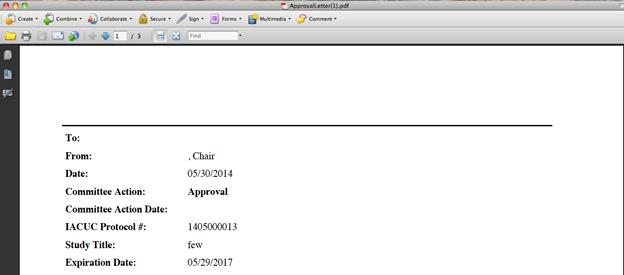 ApprovalLetter(1).pdf
Create Combine Collaborate Secure Sign Forms Multimedia Comment
1 / 3 Find
To:
From: , Chair
Date: 05/30/2014
Committee Action: Approval
Committee Action Date:
IACUC Protocol #: 1405000013
Study Title: few
Expiration Date: 05/29/2017